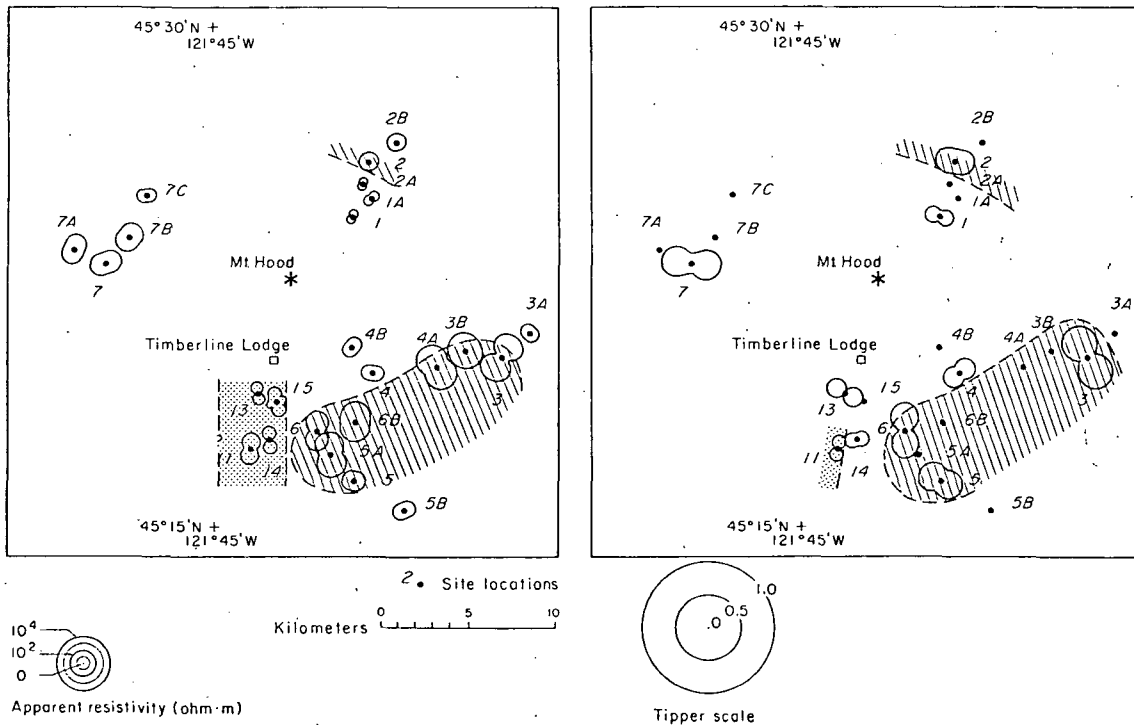 45°30'N +
121°45'W
2B
2
2A
1A
1
7C
7A
7B
7
Mt Hood
3A
3B
4B
4A
Timberline Lodge
15
13
4
3
6
6B
11
14
5A
5
5B
45°15'N +
121°45'W
45°30'N +
121°45'W
2B
2
2A
1A
1
7C
7A
7B
7
Mt Hood
3A
3B
4B
4A
Timberline Lodge
15
13
4
3
6
6B
11
14
5A
5
5B
45°15'N +
121°45'W
2 • Site locations
0 5 10
Kilometers
10⁴
10²
0
Apparent resistivity (ohm·m)
1.0
0.5
.0
Tipper scale